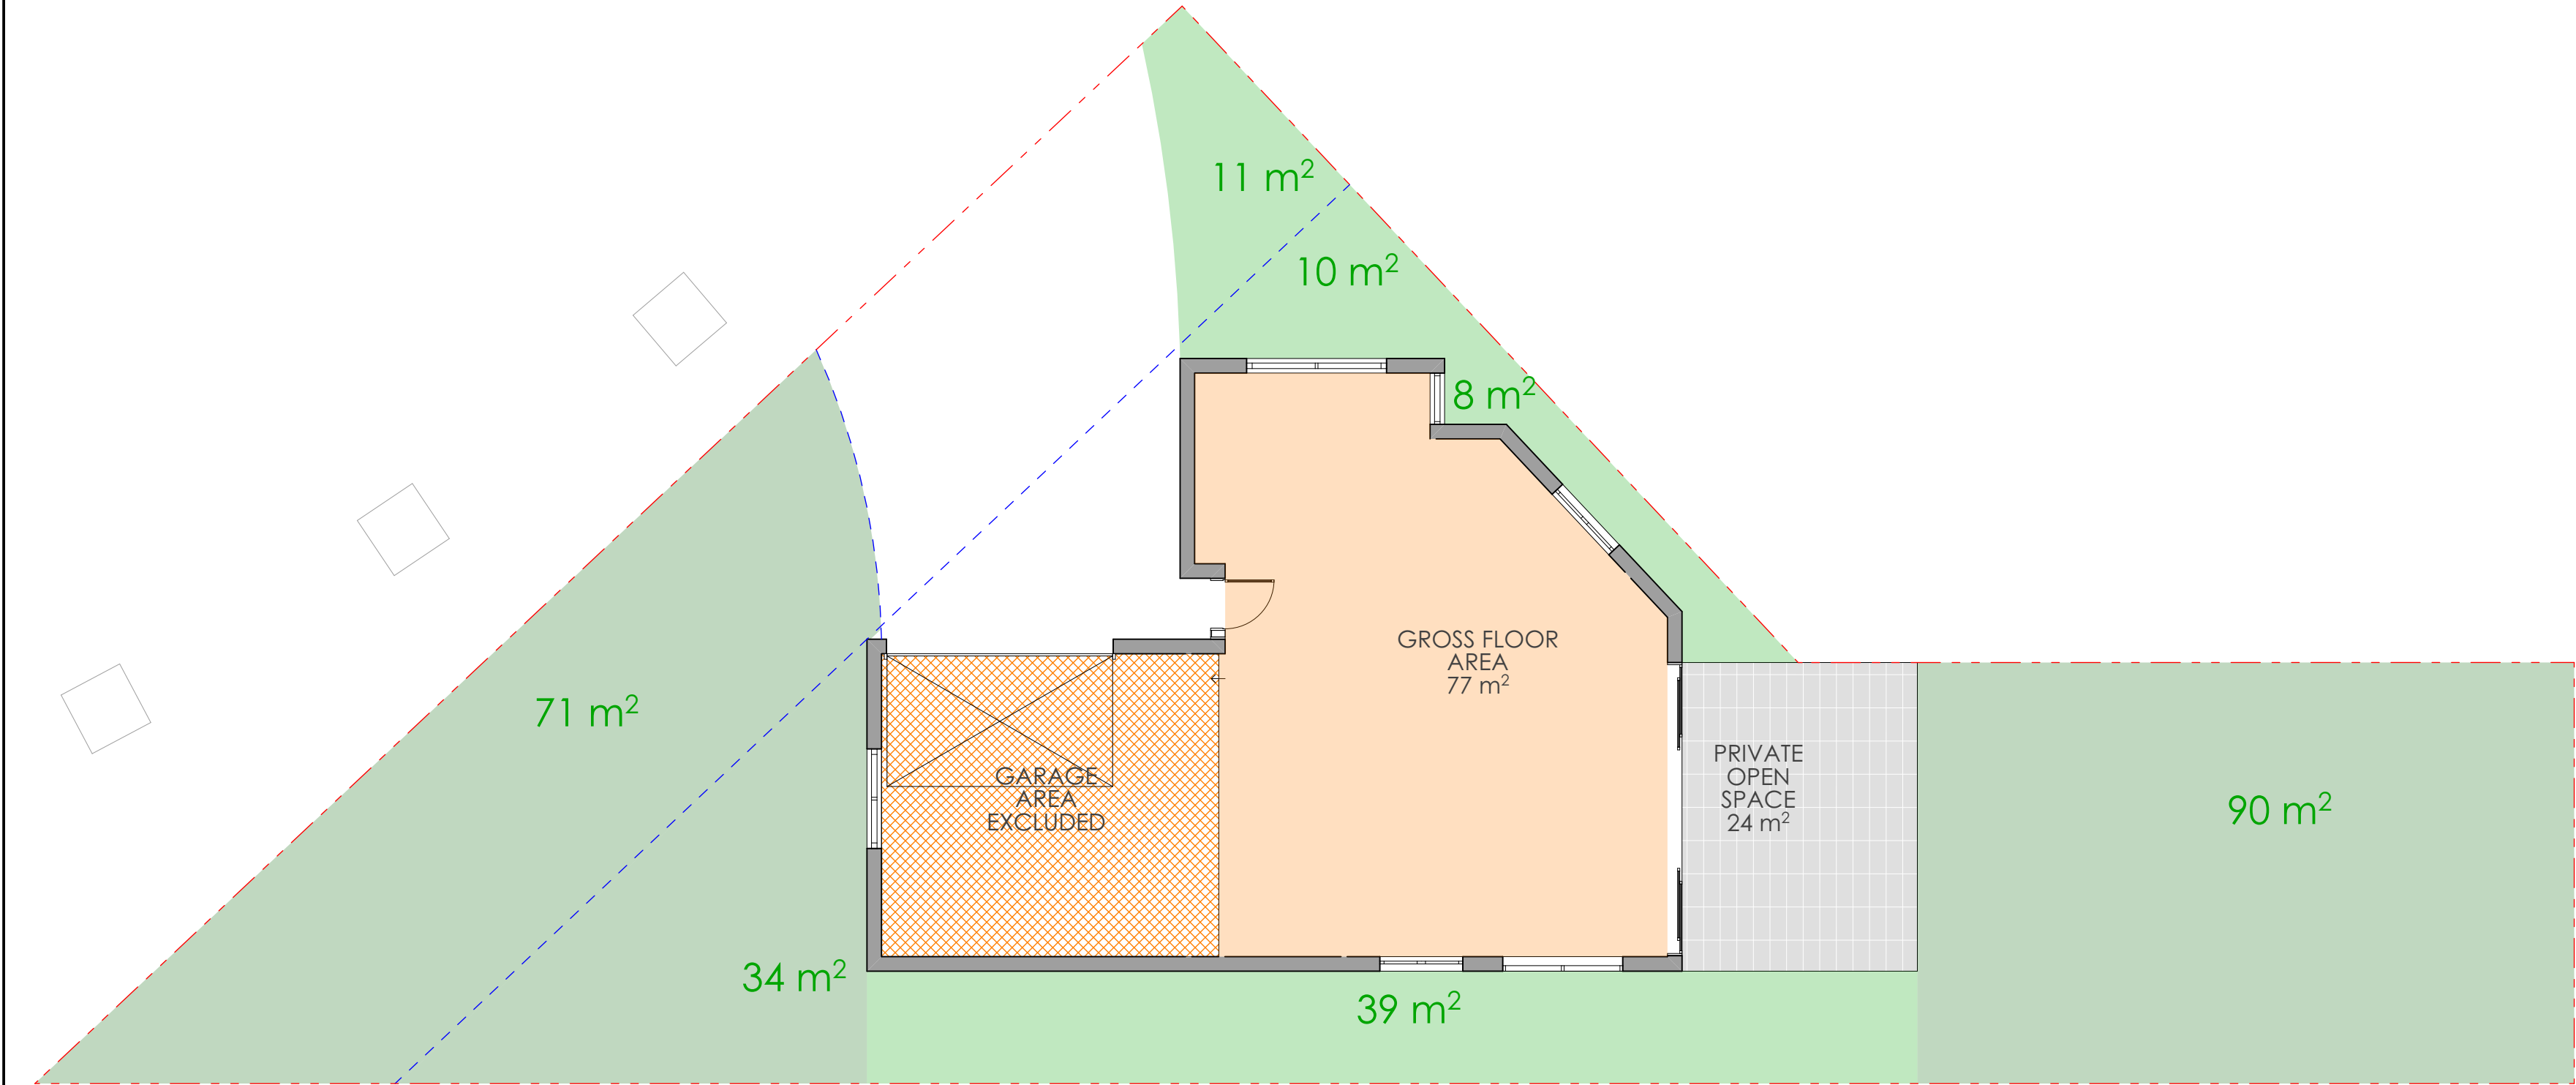 11 m²
10 m²
8 m²
GROSS FLOOR
AREA
77 m²
71 m²
PRIVATE
OPEN
SPACE
24 m²
GARAGE
AREA
EXCLUDED
90 m²
34 m²
39 m²